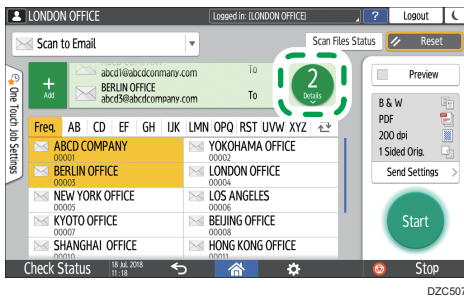 LONDON OFFICE
Logged in: [LONDON OFFICE]
?
Logout
Scan to Email
Scan Files Status
Reset
One Touch Job Settings
Add
abcd1@abcdconmany.com
To
BERLIN OFFICE
abcd3@abcdcompany.com
To
2
Details
Preview
B & W
PDF
200 dpi
1 Sided Orig.
Send Settings
Start
Freq. AB CD EF GH IJK LMN OPQ RST UVW XYZ
ABCD COMPANY
00001
YOKOHAMA OFFICE
00002
BERLIN OFFICE
00003
LONDON OFFICE
00004
NEW YORK OFFICE
00005
LOS ANGELES
00006
KYOTO OFFICE
00007
BEIJING OFFICE
00008
SHANGHAI OFFICE
00010
HONG KONG OFFICE
00011
Check Status
18 Jul. 2018
11:18
Stop
DZC507